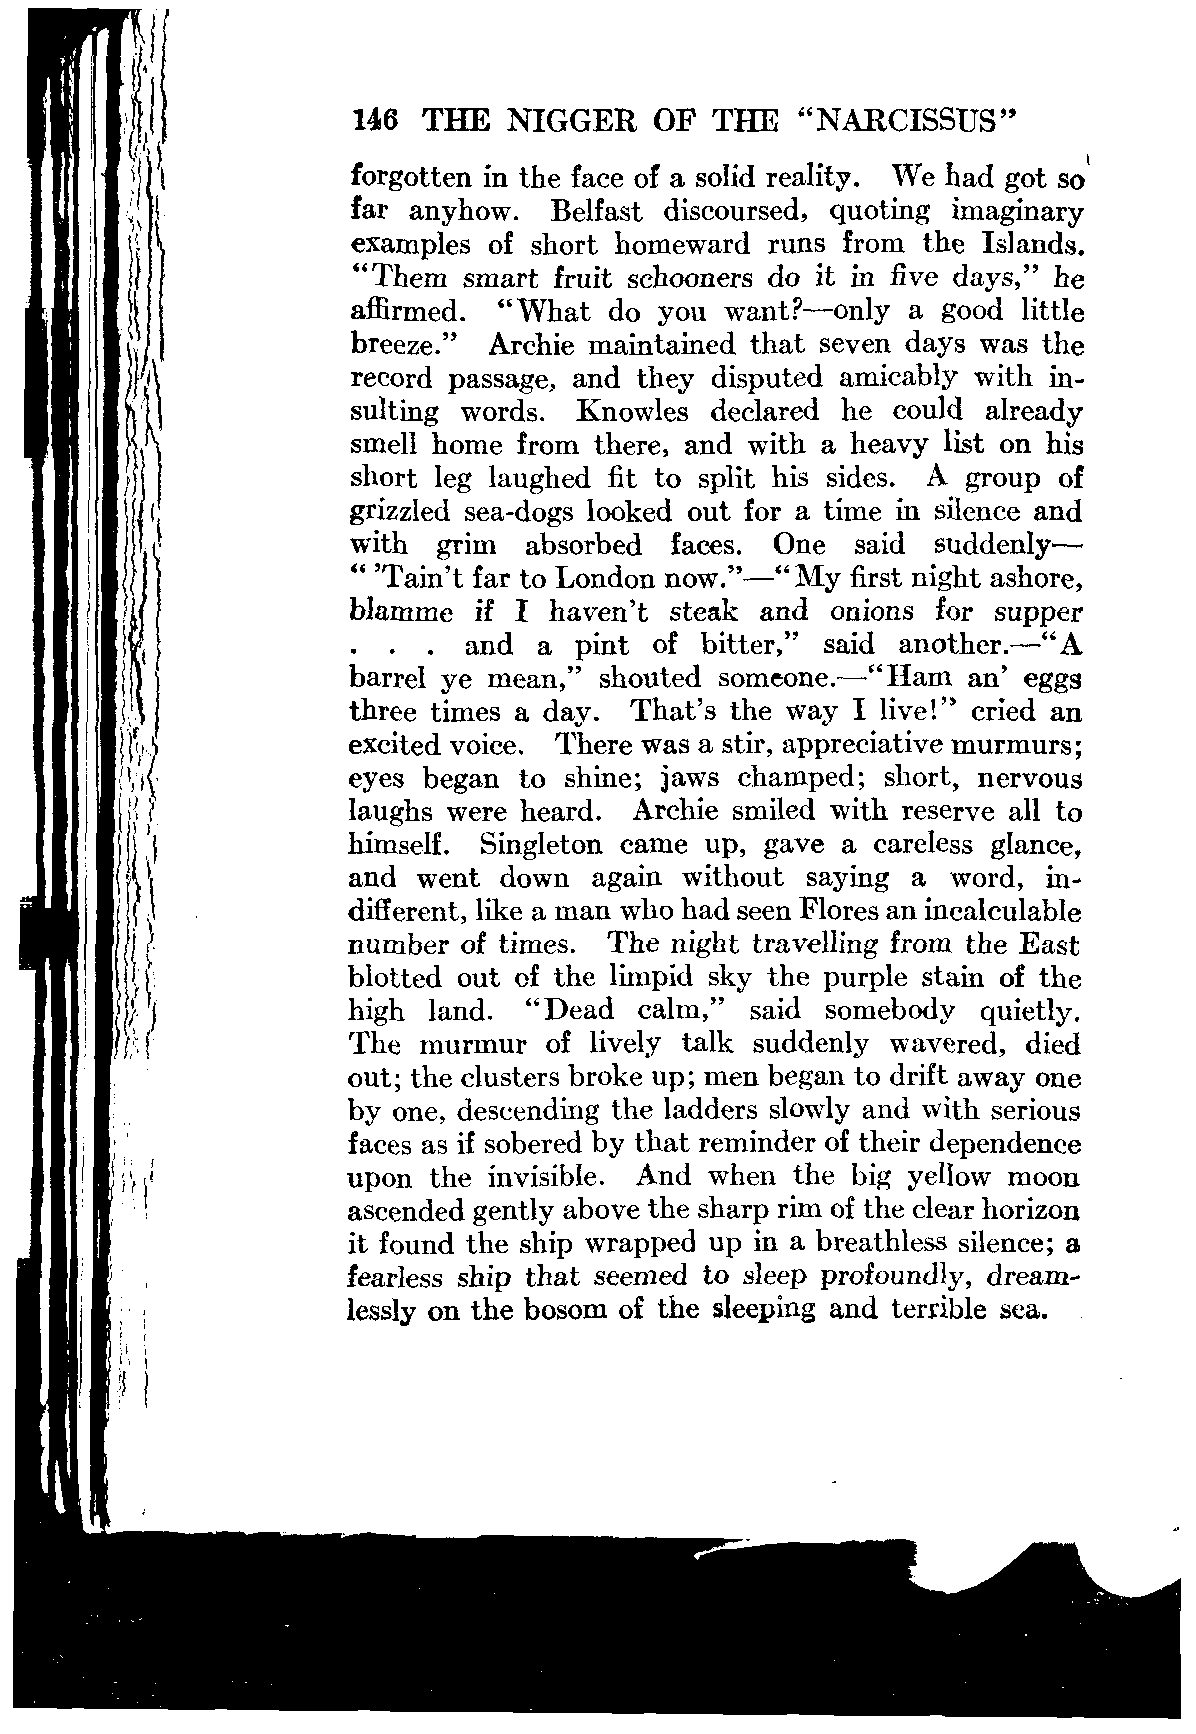 146 THE NIGGER OF THE “NARCISSUS”
forgotten in the face of a solid reality. We had got so
far anyhow. Belfast discoursed, quoting imaginary
examples of short homeward runs from the Islands.
“Them smart fruit schooners do it in five days,” he
affirmed. “What do you want?—only a good little
breeze.” Archie maintained that seven days was the
record passage, and they disputed amicably with in-
sulting words. Knowles declared he could already
smell home from there, and with a heavy list on his
short leg laughed fit to split his sides. A group of
grizzled sea-dogs looked out for a time in silence and
with grim absorbed faces. One said suddenly—
“ ’Tain’t far to London now.”—“My first night ashore,
blamme if I haven’t steak and onions for supper
. . . and a pint of bitter,” said another.—“A
barrel ye mean,” shouted someone.—“Ham an’ eggs
three times a day. That’s the way I live!” cried an
excited voice. There was a stir, appreciative murmurs;
eyes began to shine; jaws champed; short, nervous
laughs were heard. Archie smiled with reserve all to
himself. Singleton came up, gave a careless glance,
and went down again without saying a word, in-
different, like a man who had seen Flores an incalculable
number of times. The night travelling from the East
blotted out of the limpid sky the purple stain of the
high land. “Dead calm,” said somebody quietly.
The murmur of lively talk suddenly wavered, died
out; the clusters broke up; men began to drift away one
by one, descending the ladders slowly and with serious
faces as if sobered by that reminder of their dependence
upon the invisible. And when the big yellow moon
ascended gently above the sharp rim of the clear horizon
it found the ship wrapped up in a breathless silence; a
fearless ship that seemed to sleep profoundly, dream-
lessly on the bosom of the sleeping and terrible sea.